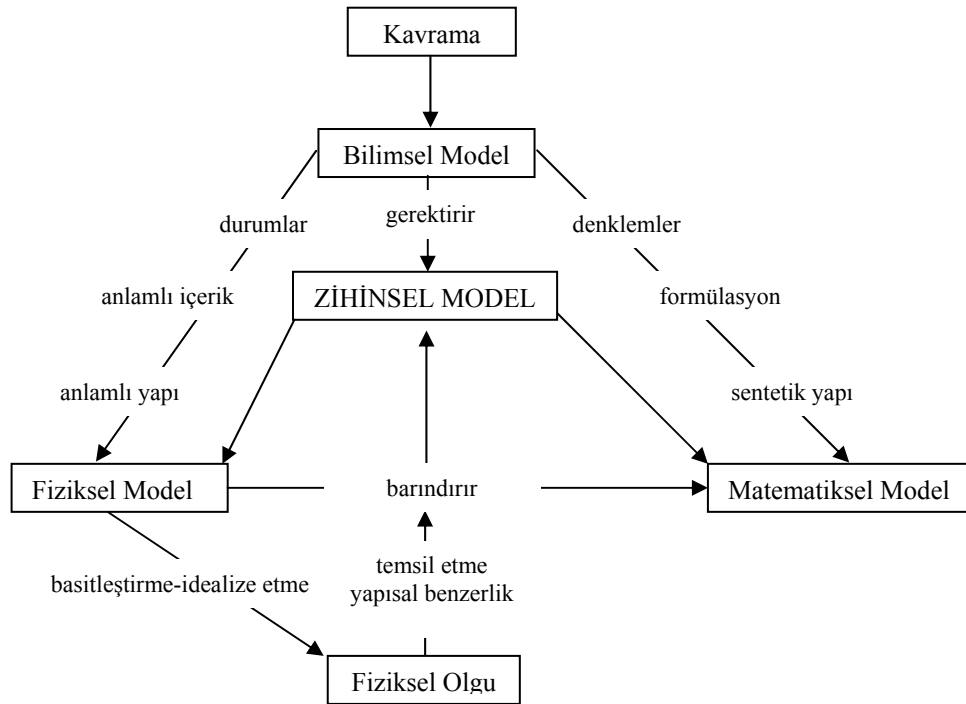 Kavrama
Bilimsel Model
durumlar
gerektirir
denklemler
anlamlı içerik
ZİHİNSEL MODEL
formülasyon
anlamlı yapı
sentetik yapı
Fiziksel Model
barındırır
Matematiksel Model
basitleştirme-idealize etme
temsil etme
yapısal benzerlik
Fiziksel Olgu